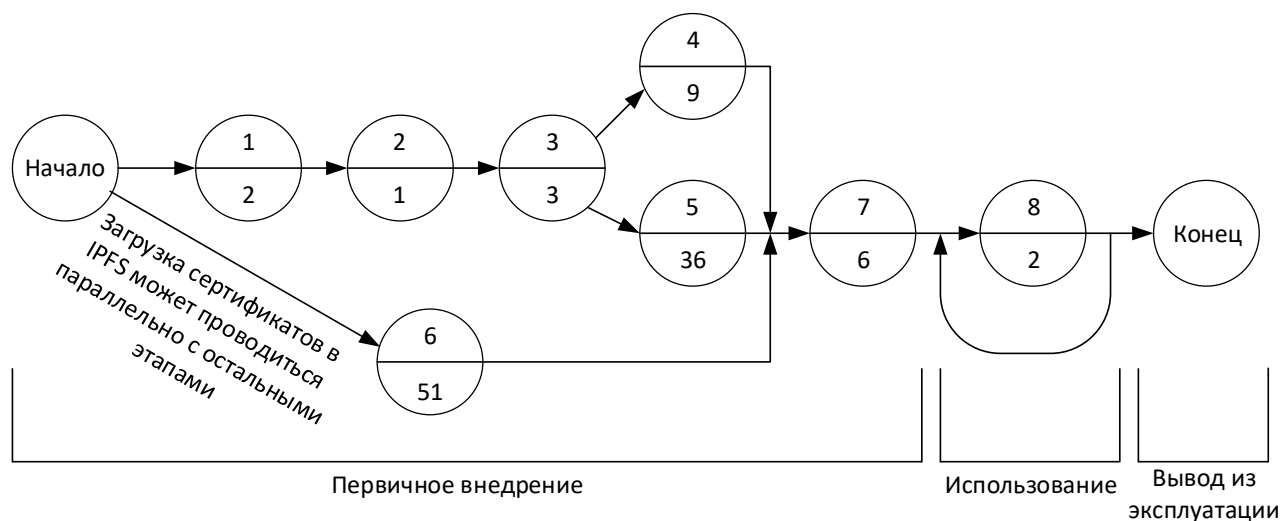 Начало
1
2
2
1
3
3
4
9
5
36
6
51
7
6
8
2
Конец
Загрузка сертификатов в
IPFS может проводиться
параллельно с остальными
этапами
Первичное внедрение
Использование
Вывод из
эксплуатации